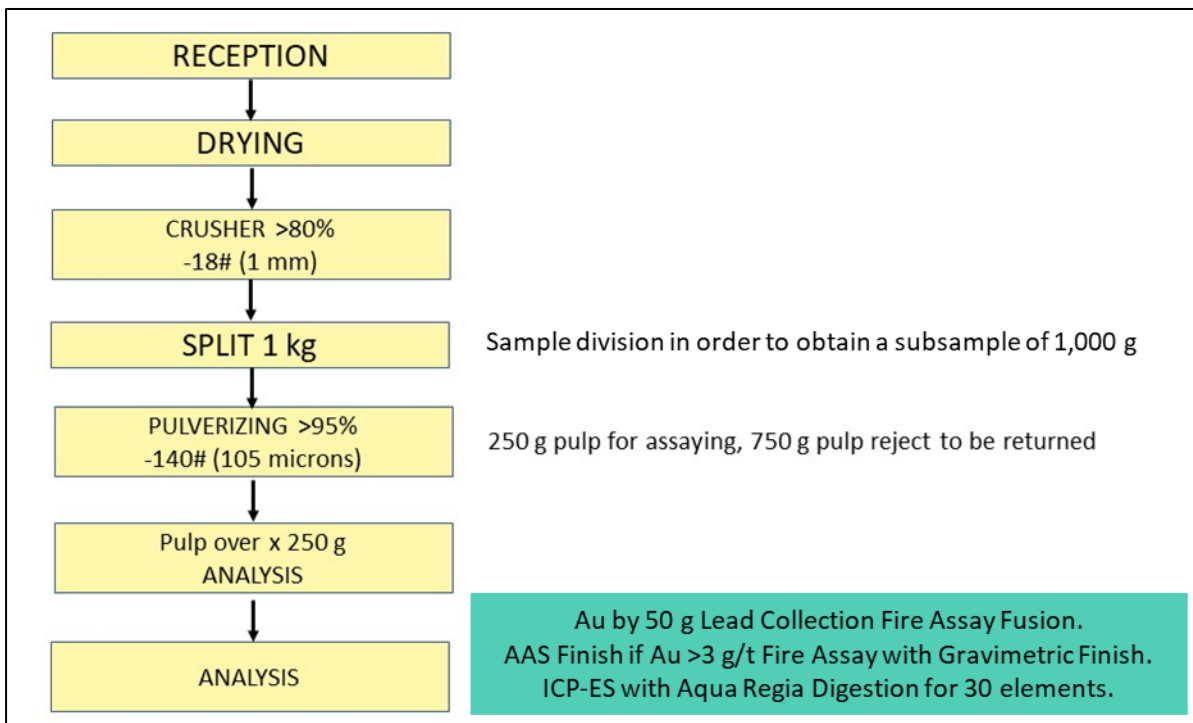 RECEPTION
DRYING
CRUSHER >80%
-18# (1 mm)
SPLIT 1 kg
Sample division in order to obtain a subsample of 1,000 g
PULVERIZING >95%
-140# (105 microns)
250 g pulp for assaying, 750 g pulp reject to be returned
Pulp over x 250 g
ANALYSIS
ANALYSIS
Au by 50 g Lead Collection Fire Assay Fusion.
AAS Finish if Au >3 g/t Fire Assay with Gravimetric Finish.
ICP-ES with Aqua Regia Digestion for 30 elements.